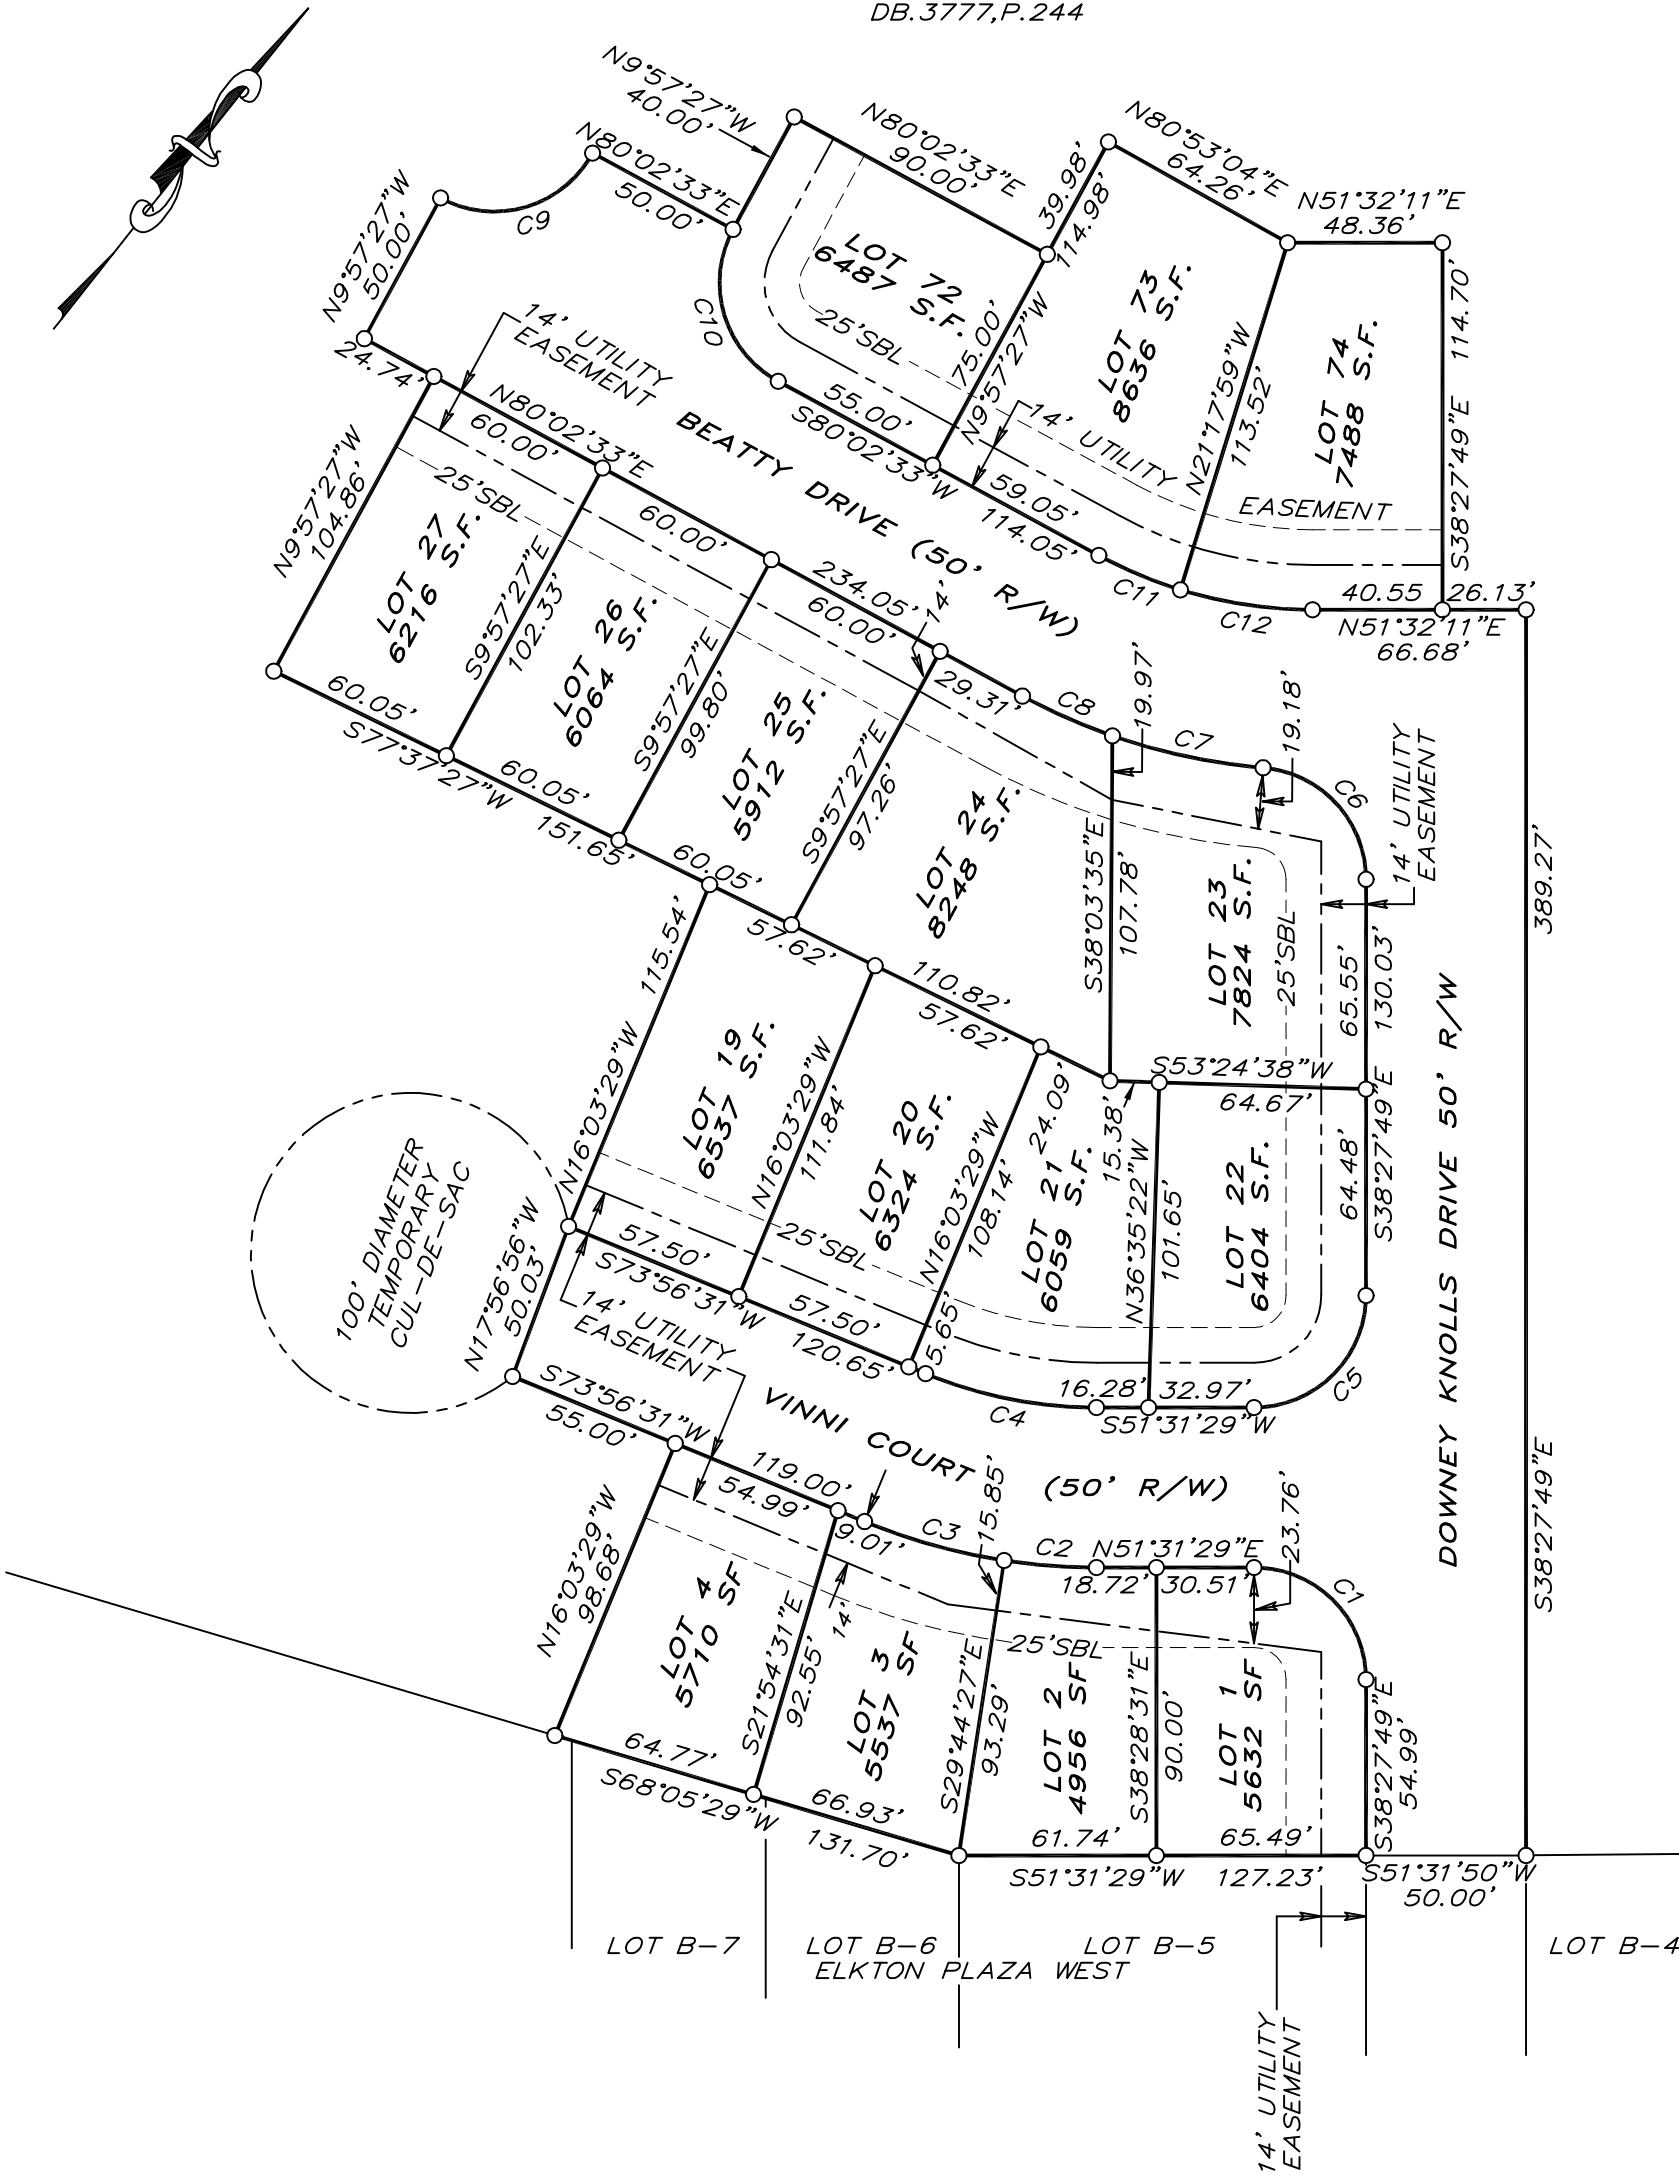 DB.3777,P.244
N9°57'27"W
40.00'
N80°02'33"E
50.00'
N80°02'33"E
90.00'
39.98'
114.98'
N80°53'04"E
64.26'
N51°32'11"E
48.36'
N9°57'27"W
50.00'
C9
C10
LOT 72
6487 S.F.
25'SBL
75.00'
N9°57'27"W
LOT 73
8636 S.F.
N21°17'59"W
113.52'
LOT 74
7488 S.F.
S38°27'49"E 114.70'
24.74'
14' UTILITY
EASEMENT
N80°02'33"E
60.00'
BEATTY DRIVE (50' R/W)
55.00'
S80°02'33"W
14' UTILITY
EASEMENT
59.05'
114.05'
C11
C12
40.55
26.13'
N51°32'11"E
66.68'
N9°57'27"W
104.86'
25'SBL
LOT 27
6216 S.F.
S9°57'27"E
102.33'
60.00'
LOT 26
6064 S.F.
S9°57'27"E
99.80'
234.05'
60.00'
14'
LOT 25
5912 S.F.
S9°57'27"E
97.26'
29.31'
C8
19.97'
C7
19.18'
C6
14' UTILITY
EASEMENT
60.05'
S77°37'27"W
60.05'
151.65'
60.05'
57.62'
LOT 24
8248 S.F.
S38°03'35"E
107.78'
LOT 23
7824 S.F.
25'SBL
65.55'
130.03'
389.27'
115.54'
N16°03'29"W
LOT 19
6537 S.F.
N16°03'29"W
111.84'
110.82'
57.62'
LOT 20
6324 S.F.
N16°03'29"W
108.14'
24.09'
S53°24'38"W
64.67'
15.38'
LOT 21
6059 S.F.
N36°35'22"W
101.65'
LOT 22
6404 S.F.
64.48'
S38°27'49"E
DOWNEY KNOLLS DRIVE 50' R/W
100' DIAMETER
TEMPORARY
CUL-DE-SAC
N17°56'56"W
50.03'
57.50'
S73°56'31"W
25'SBL
57.50'
120.65'
5.65'
C4
16.28'
32.97'
S51°31'29"W
C5
14' UTILITY
EASEMENT
S73°56'31"W
55.00'
VINNI COURT (50' R/W)
119.00'
54.99'
9.01'
C3
15.85'
C2
N51°31'29"E
18.72'
30.51'
23.76'
C1
S38°27'49"E
N16°03'29"W
98.68'
LOT 4
5710 SF
S21°54'31"E
92.55'
14'
LOT 3
5537 SF
25'SBL
S29°44'27"E
93.29'
LOT 2
4956 SF
S38°28'31"E
90.00'
LOT 1
5632 SF
S38°27'49"E
54.99'
64.77'
S68°05'29"W
66.93'
131.70'
61.74'
65.49'
S51°31'29"W
127.23'
S51°31'50"W
50.00'
LOT B-7
LOT B-6
LOT B-5
LOT B-4
ELKTON PLAZA WEST
14' UTILITY
EASEMENT